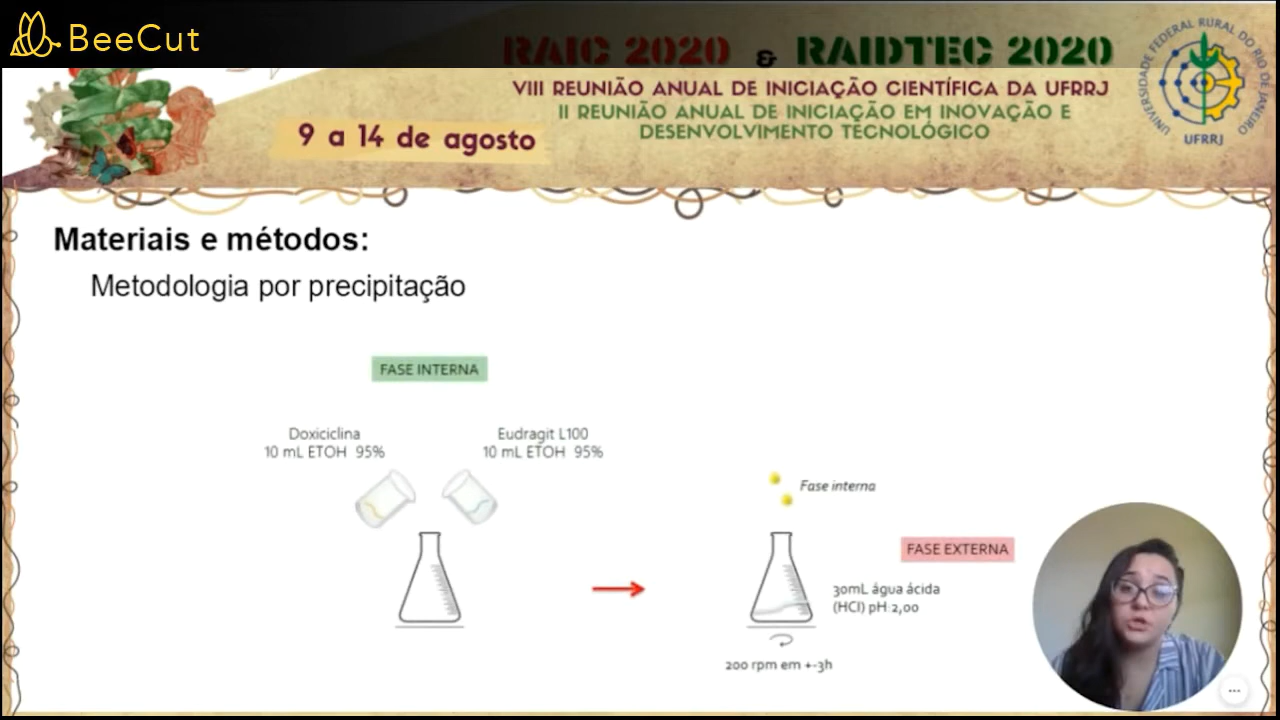 BeeCut
RAIC 2020 & RAIDTEC 2020
VIII REUNIÃO ANUAL DE INICIAÇÃO CIENTÍFICA DA UFRRJ
II REUNIÃO ANUAL DE INICIAÇÃO EM INOVAÇÃO E
DESENVOLVIMENTO TECNOLÓGICO
9 a 14 de agosto
UNIVERSIDADE FEDERAL RURAL DO RIO DE JANEIRO
UFRRJ
Materiais e métodos:
Metodologia por precipitação
FASE INTERNA
Doxiciclina
10 mL ETOH 95%
Eudragit L100
10 mL ETOH 95%
Fase interna
FASE EXTERNA
30mL água ácida
(HCl) pH 2,00
200 rpm em +-3h